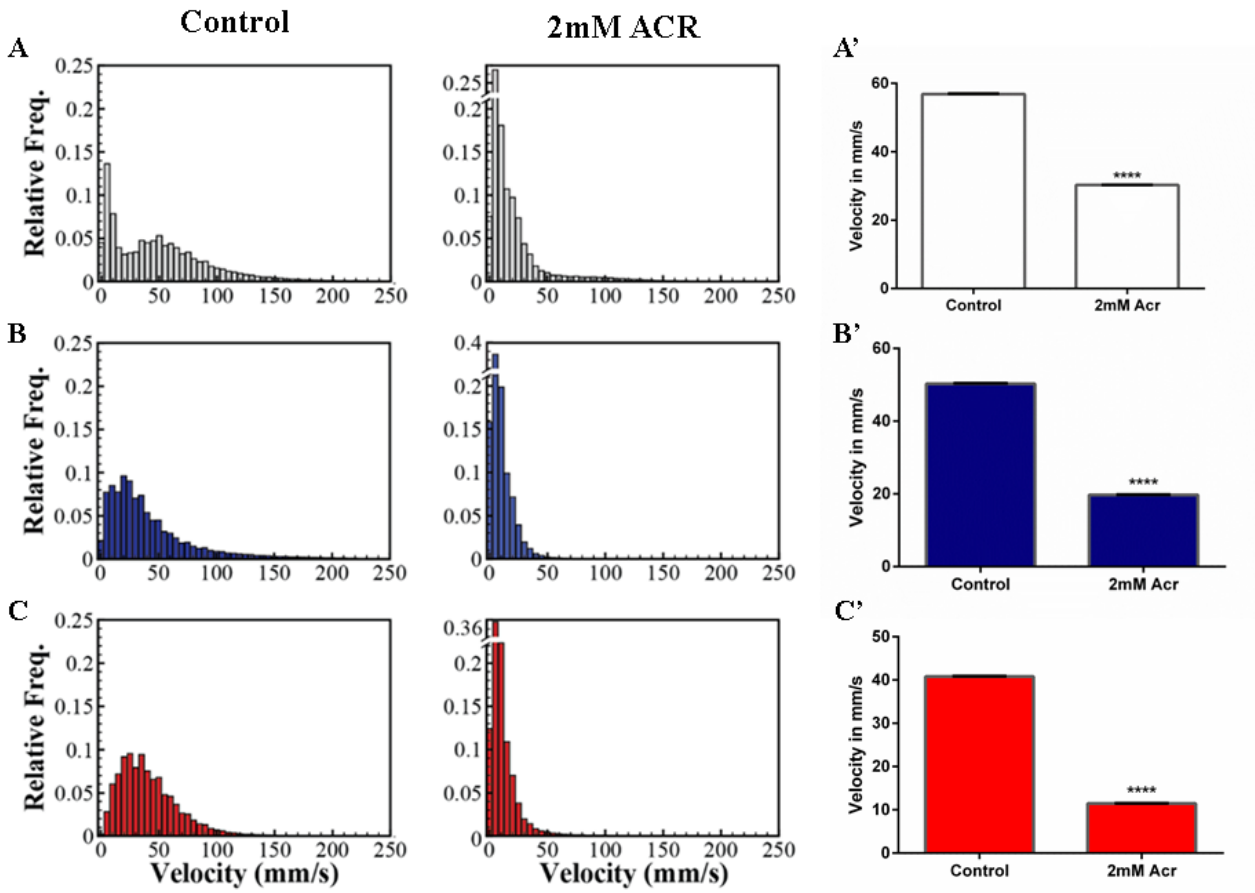 Control
2mM ACR
A
0.25
0.2
0.15
0.1
0.05
0
Relative Freq.
0 50 100 150 200 250
0.25
0.2
0.15
0.1
0.05
0
0 50 100 150 200 250
A’
60
40
20
0
Velocity in mm/s
****
Control 2mM Acr
B
0.25
0.2
0.15
0.1
0.05
0
Relative Freq.
0 50 100 150 200 250
0.4
0.2
0.15
0.1
0.05
0
0 50 100 150 200 250
B’
60
40
20
0
Velocity in mm/s
****
Control 2mM Acr
C
0.25
0.2
0.15
0.1
0.05
0
Relative Freq.
0 50 100 150 200 250
Velocity (mm/s)
0.36
0.2
0.15
0.1
0.05
0
0 50 100 150 200 250
Velocity (mm/s)
C’
50
40
30
20
10
0
Velocity in mm/s
****
Control 2mM Acr